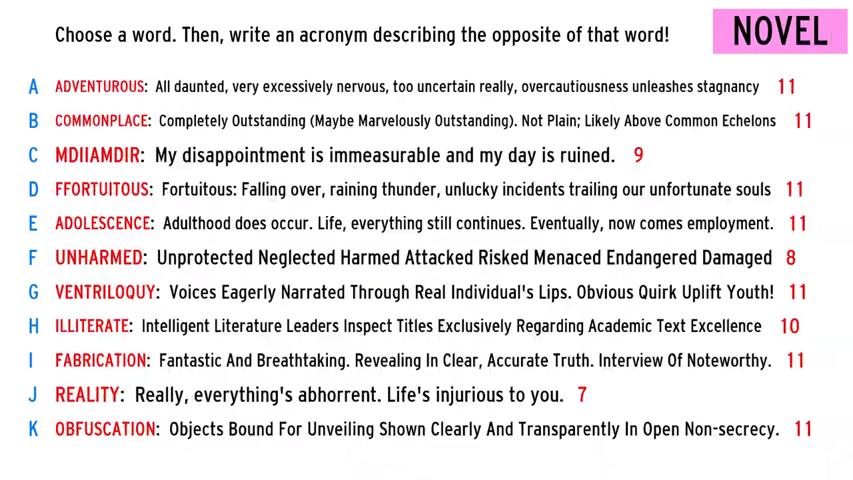 Choose a word. Then, write an acronym describing the opposite of that word!
NOVEL
A ADVENTUROUS: All daunted, very excessively nervous, too uncertain really, overcautiousness unleashes stagnancy 11
B COMMONPLACE: Completely Outstanding (Maybe Marvelously Outstanding). Not Plain; Likely Above Common Echelons 11
C MDIIAMDIR: My disappointment is immeasurable and my day is ruined. 9
D FFORTUITOUS: Fortuitous: Falling over, raining thunder, unlucky incidents trailing our unfortunate souls 11
E ADOLESCENCE: Adulthood does occur. Life, everything still continues. Eventually, now comes employment. 11
F UNHARMED: Unprotected Neglected Harmed Attacked Risked Menaced Endangered Damaged 8
G VENTRILOQUY: Voices Eagerly Narrated Through Real Individual's Lips. Obvious Quirk Uplift Youth! 11
H ILLITERATE: Intelligent Literature Leaders Inspect Titles Exclusively Regarding Academic Text Excellence 10
I FABRICATION: Fantastic And Breathtaking. Revealing In Clear, Accurate Truth. Interview Of Noteworthy. 11
J REALITY: Really, everything's abhorrent. Life's injurious to you. 7
K OBFUSCATION: Objects Bound For Unveiling Shown Clearly And Transparently In Open Non-secrecy. 11